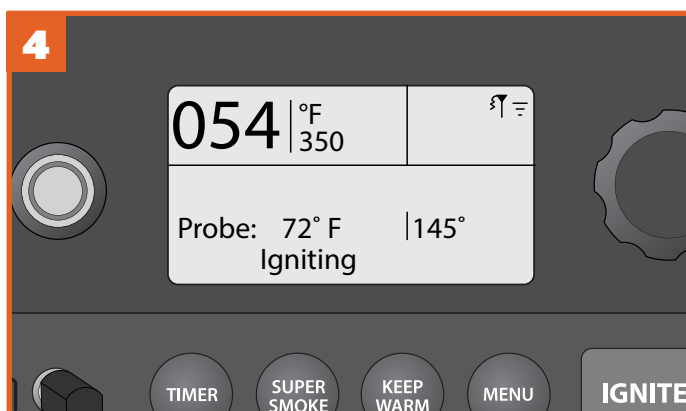 4
054 °F
350
Probe: 72° F 145°
Igniting
TIMER
SUPER
SMOKE
KEEP
WARM
MENU
IGNITE